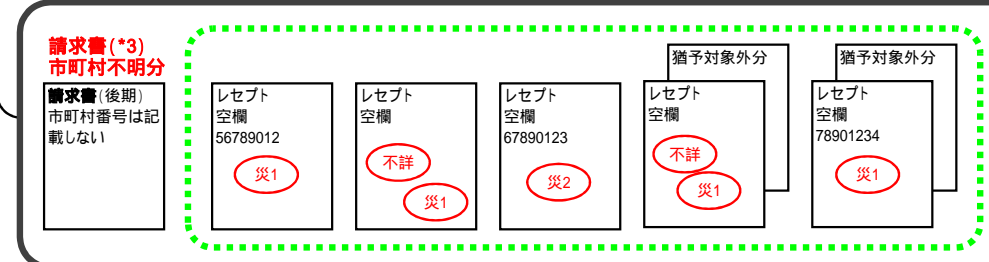 請求書(*3)
市町村不明分
請求書(後期)
市町村番号は記
載しない
レセプト
空欄
56789012
災1
レセプト
空欄
不詳
災1
レセプト
空欄
67890123
災2
猶予対象外分
レセプト
空欄
不詳
災1
猶予対象外分
レセプト
空欄
78901234
災1